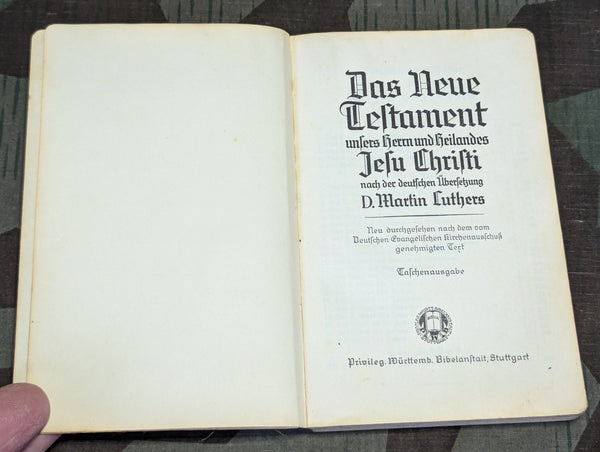 Das Neue
Teſtament
unſers Herrn und Heilandes
Jeſu Chriſti
nach der deutſchen Überſetzung
D. Martin Luthers
Neu durchgeſehen nach dem vom
Deutſchen Evangeliſchen Kirchenausſchuß
genehmigten Text
Taſchenausgabe
Privileg. Württemb. Bibelanſtalt, Stuttgart